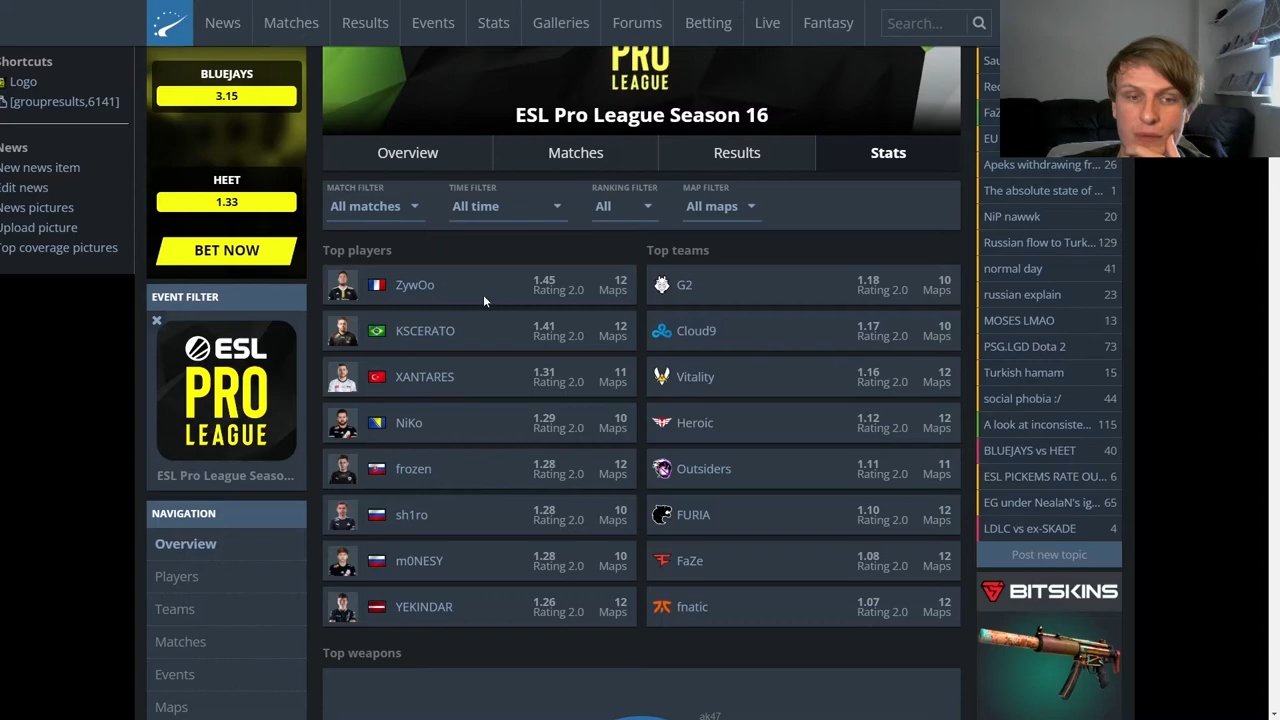 News Matches Results Events Stats Galleries Forums Betting Live Fantasy Search...
Shortcuts
Logo
[groupresults,6141]
News
New news item
Edit news
News pictures
Upload picture
Top coverage pictures
BLUEJAYS
3.15
HEET
1.33
BET NOW
EVENT FILTER
ESL
PRO
LEAGUE
ESL Pro League Seaso...
NAVIGATION
Overview
Players
Teams
Matches
Events
Maps
PRO
LEAGUE
ESL Pro League Season 16
Overview Matches Results Stats
MATCH FILTER TIME FILTER RANKING FILTER MAP FILTER
All matches All time All All maps
Top players
ZywOo 1.45 12
Rating 2.0 Maps
KSCERATO 1.41 12
Rating 2.0 Maps
XANTARES 1.31 11
Rating 2.0 Maps
NiKo 1.29 10
Rating 2.0 Maps
frozen 1.28 12
Rating 2.0 Maps
sh1ro 1.28 10
Rating 2.0 Maps
m0NESY 1.28 10
Rating 2.0 Maps
YEKINDAR 1.26 12
Rating 2.0 Maps
Top teams
G2 1.18 10
Rating 2.0 Maps
Cloud9 1.17 10
Rating 2.0 Maps
Vitality 1.16 12
Rating 2.0 Maps
Heroic 1.12 12
Rating 2.0 Maps
Outsiders 1.11 11
Rating 2.0 Maps
FURIA 1.10 12
Rating 2.0 Maps
FaZe 1.08 12
Rating 2.0 Maps
fnatic 1.07 12
Rating 2.0 Maps
Top weapons
ak47
Sau
Rec
Faz
EU
Apeks withdrawing fr... 26
The absolute state of ... 1
NiP nawwk 20
Russian flow to Turk... 129
normal day 41
russian explain 23
MOSES LMAO 13
PSG.LGD Dota 2 73
Turkish hamam 15
social phobia :/ 44
A look at inconsiste... 115
BLUEJAYS vs HEET 40
ESL PICKEMS RATE OU... 6
EG under NealaN's ig... 65
LDLC vs ex-SKADE 4
Post new topic
BITSKINS